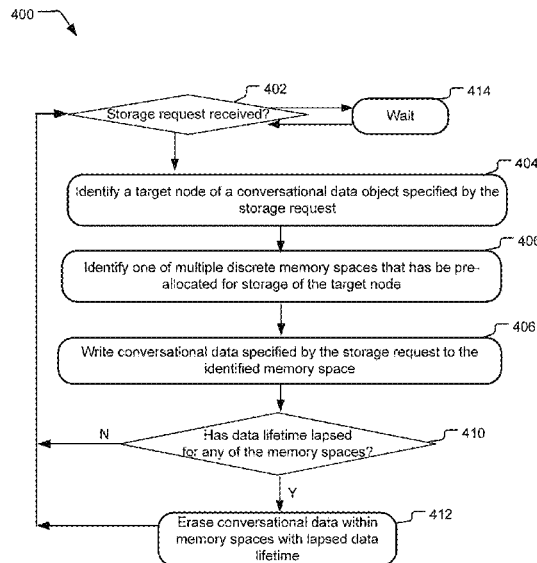 400
402
Storage request received?
414
Wait
404
Identify a target node of a conversational data object specified by the
storage request
406
Identify one of multiple discrete memory spaces that has be pre-
allocated for storage of the target node
406
Write conversational data specified by the storage request to the
identified memory space
N
Has data lifetime lapsed
for any of the memory spaces?
410
Y
412
Erase conversational data within
memory spaces with lapsed data
lifetime